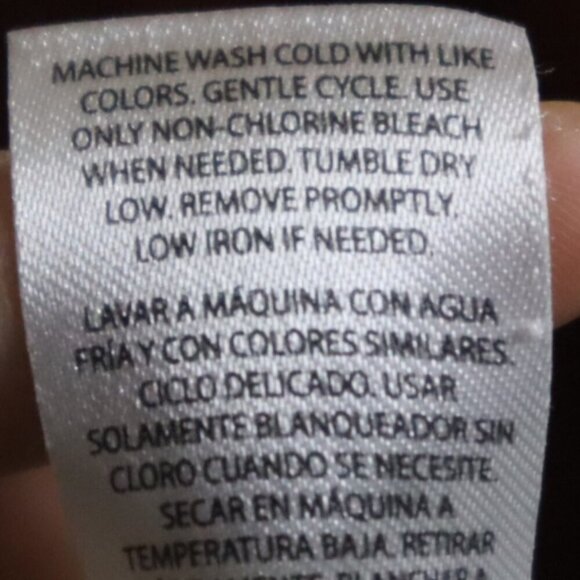 MACHINE WASH COLD WITH LIKE
COLORS. GENTLE CYCLE. USE
ONLY NON-CHLORINE BLEACH
WHEN NEEDED. TUMBLE DRY
LOW. REMOVE PROMPTLY.
LOW IRON IF NEEDED.
LAVAR A MÁQUINA CON AGUA
FRÍA Y CON COLORES SIMILARES.
CICLO DELICADO. USAR
SOLAMENTE BLANQUEADOR SIN
CLORO CUANDO SE NECESITE.
SECAR EN MÁQUINA A
TEMPERATURA BAJA. RETIRAR